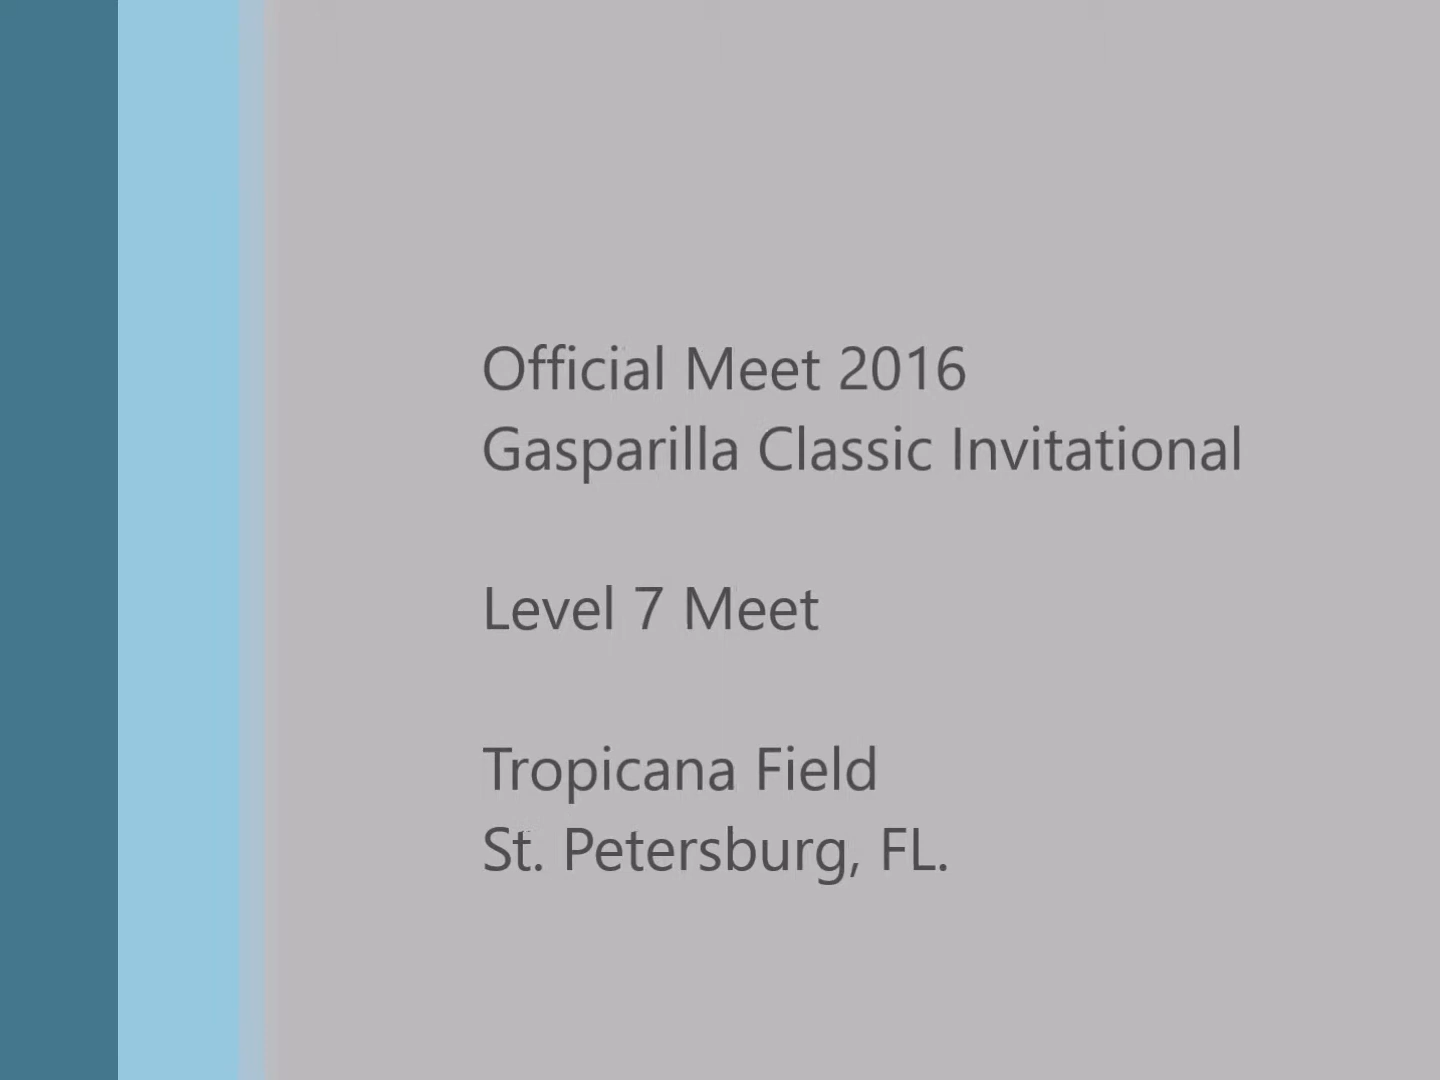 Official Meet 2016
Gasparilla Classic Invitational
Level 7 Meet
Tropicana Field
St. Petersburg, FL.